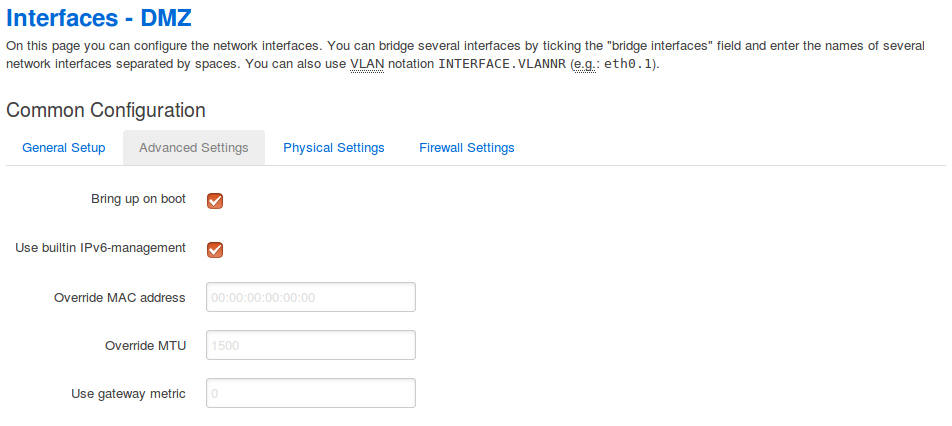 Interfaces - DMZ
On this page you can configure the network interfaces. You can bridge several interfaces by ticking the "bridge interfaces" field and enter the names of several
network interfaces separated by spaces. You can also use VLAN notation INTERFACE.VLANNR (e.g.: eth0.1).
Common Configuration
General Setup Advanced Settings Physical Settings Firewall Settings
Bring up on boot
Use builtin IPv6-management
Override MAC address 00:00:00:00:00:00
Override MTU 1500
Use gateway metric 0